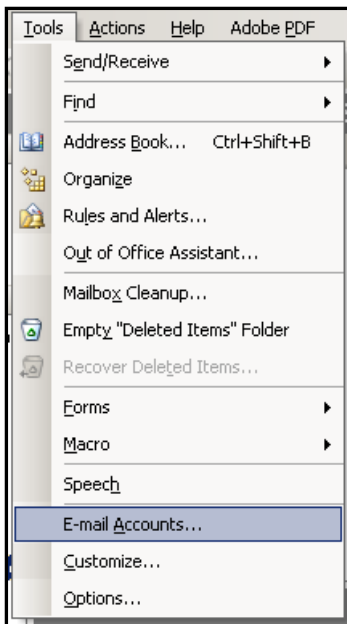 Tools Actions Help Adobe PDF
Send/Receive
Find
Address Book... Ctrl+Shift+B
Organize
Rules and Alerts...
Out of Office Assistant...
Mailbox Cleanup...
Empty "Deleted Items" Folder
Recover Deleted Items...
Forms
Macro
Speech
E-mail Accounts...
Customize...
Options...